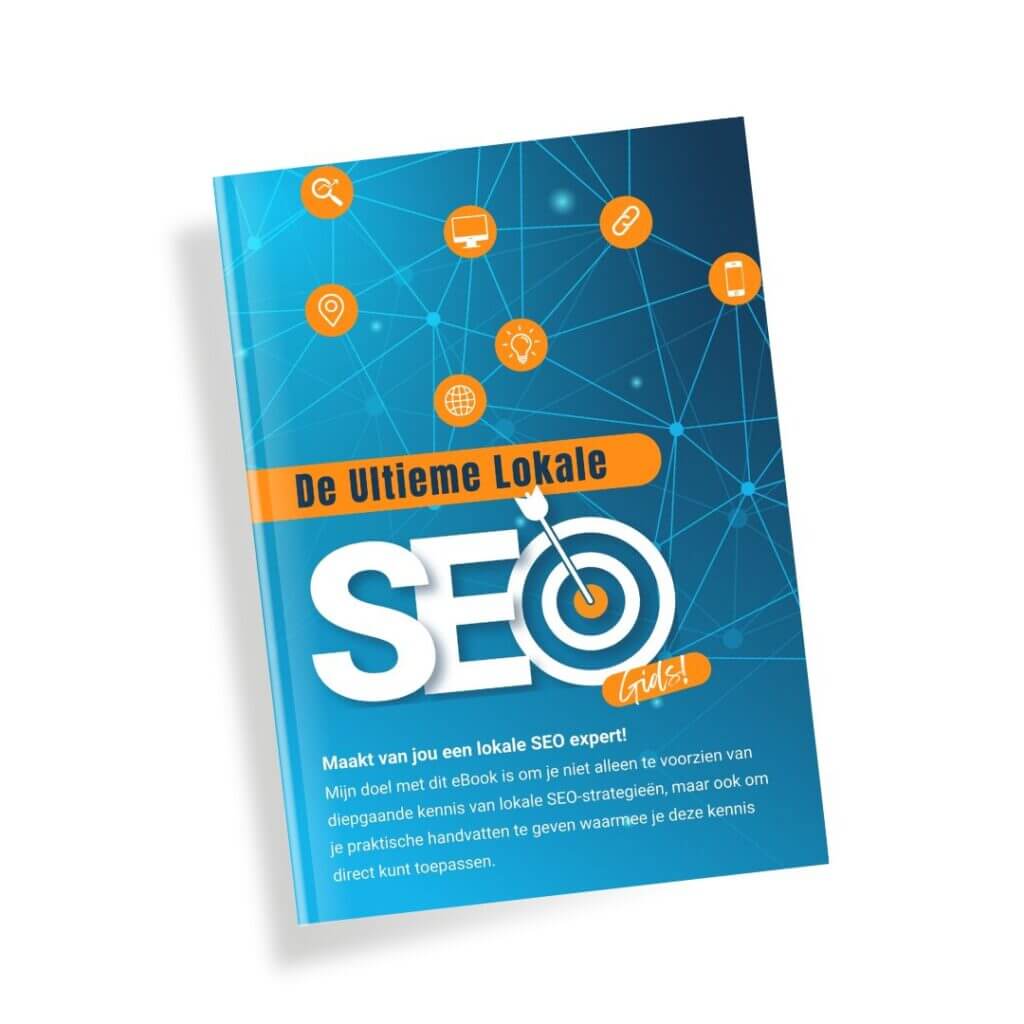 De Ultieme Lokale
SEO
Gids!
Maakt van jou een lokale SEO expert!
Mijn doel met dit eBook is om je niet alleen te voorzien van
diepgaande kennis van lokale SEO-strategieën, maar ook om
je praktische handvatten te geven waarmee je deze kennis
direct kunt toepassen.